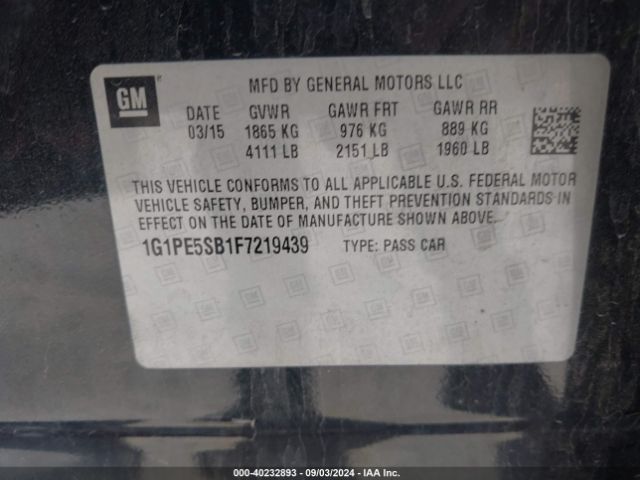 GM
MFD BY GENERAL MOTORS LLC
DATE GVWR GAWR FRT GAWR RR
03/15 1865 KG 976 KG 889 KG
4111 LB 2151 LB 1960 LB
THIS VEHICLE CONFORMS TO ALL APPLICABLE U.S. FEDERAL MOTOR
VEHICLE SAFETY, BUMPER, AND THEFT PREVENTION STANDARDS IN
EFFECT ON THE DATE OF MANUFACTURE SHOWN ABOVE.
1G1PE5SB1F7219439 TYPE: PASS CAR
000-40232893 - 09/03/2024 - IAA Inc.